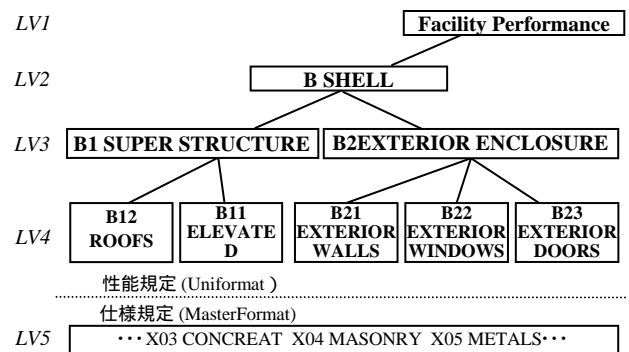 LV1 Facility Performance
LV2 B SHELL
LV3 B1 SUPER STRUCTURE B2EXTERIOR ENCLOSURE
LV4
B12
ROOFS
B11
ELEVATE
D
B21
EXTERIOR
WALLS
B22
EXTERIOR
WINDOWS
B23
EXTERIOR
DOORS
性能規定 (Uniformat )
仕様規定 (MasterFormat)
LV5 ･･･X03 CONCREAT X04 MASONRY X05 METALS･･･